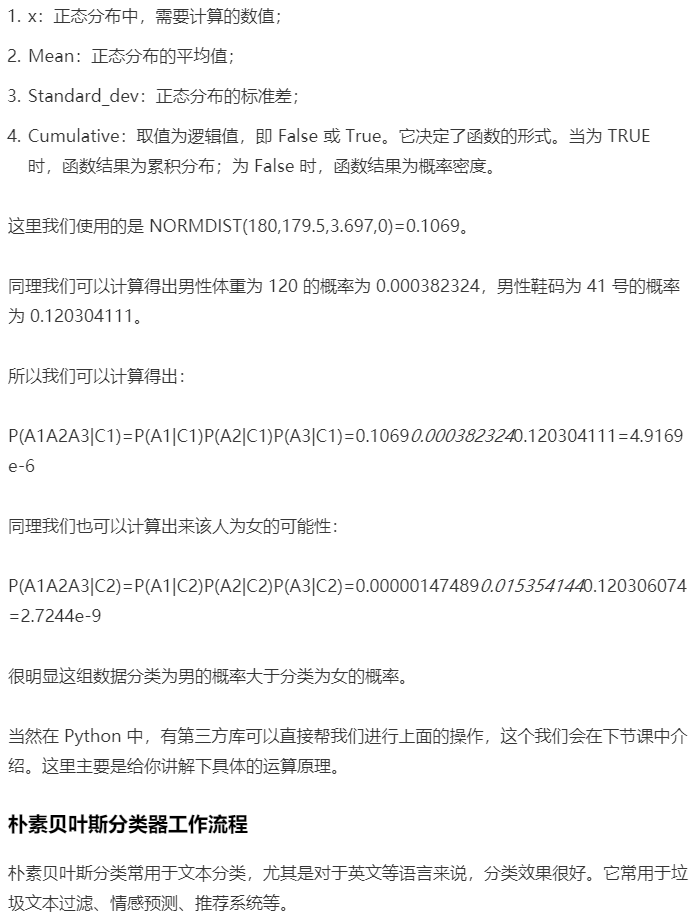 1. x：正态分布中，需要计算的数值；
2. Mean：正态分布的平均值；
3. Standard_dev：正态分布的标准差；
4. Cumulative：取值为逻辑值，即 False 或 True。它决定了函数的形式。当为 TRUE
时，函数结果为累积分布；为 False 时，函数结果为概率密度。
这里我们使用的是 NORMDIST(180,179.5,3.697,0)=0.1069。
同理我们可以计算得出男性体重为 120 的概率为 0.000382324，男性鞋码为 41 号的概率
为 0.120304111。
所以我们可以计算得出：
P(A1A2A3|C1)=P(A1|C1)P(A2|C1)P(A3|C1)=0.10690.0003823240.120304111=4.9169
e-6
同理我们也可以计算出来该人为女的可能性：
P(A1A2A3|C2)=P(A1|C2)P(A2|C2)P(A3|C2)=0.000001474890.0153541440.120306074
=2.7244e-9
很明显这组数据分类为男的概率大于分类为女的概率。
当然在 Python 中，有第三方库可以直接帮我们进行上面的操作，这个我们会在下节课中介
绍。这里主要是给你讲解下具体的运算原理。
朴素贝叶斯分类器工作流程
朴素贝叶斯分类常用于文本分类，尤其是对于英文等语言来说，分类效果很好。它常用于垃
圾文本过滤、情感预测、推荐系统等。